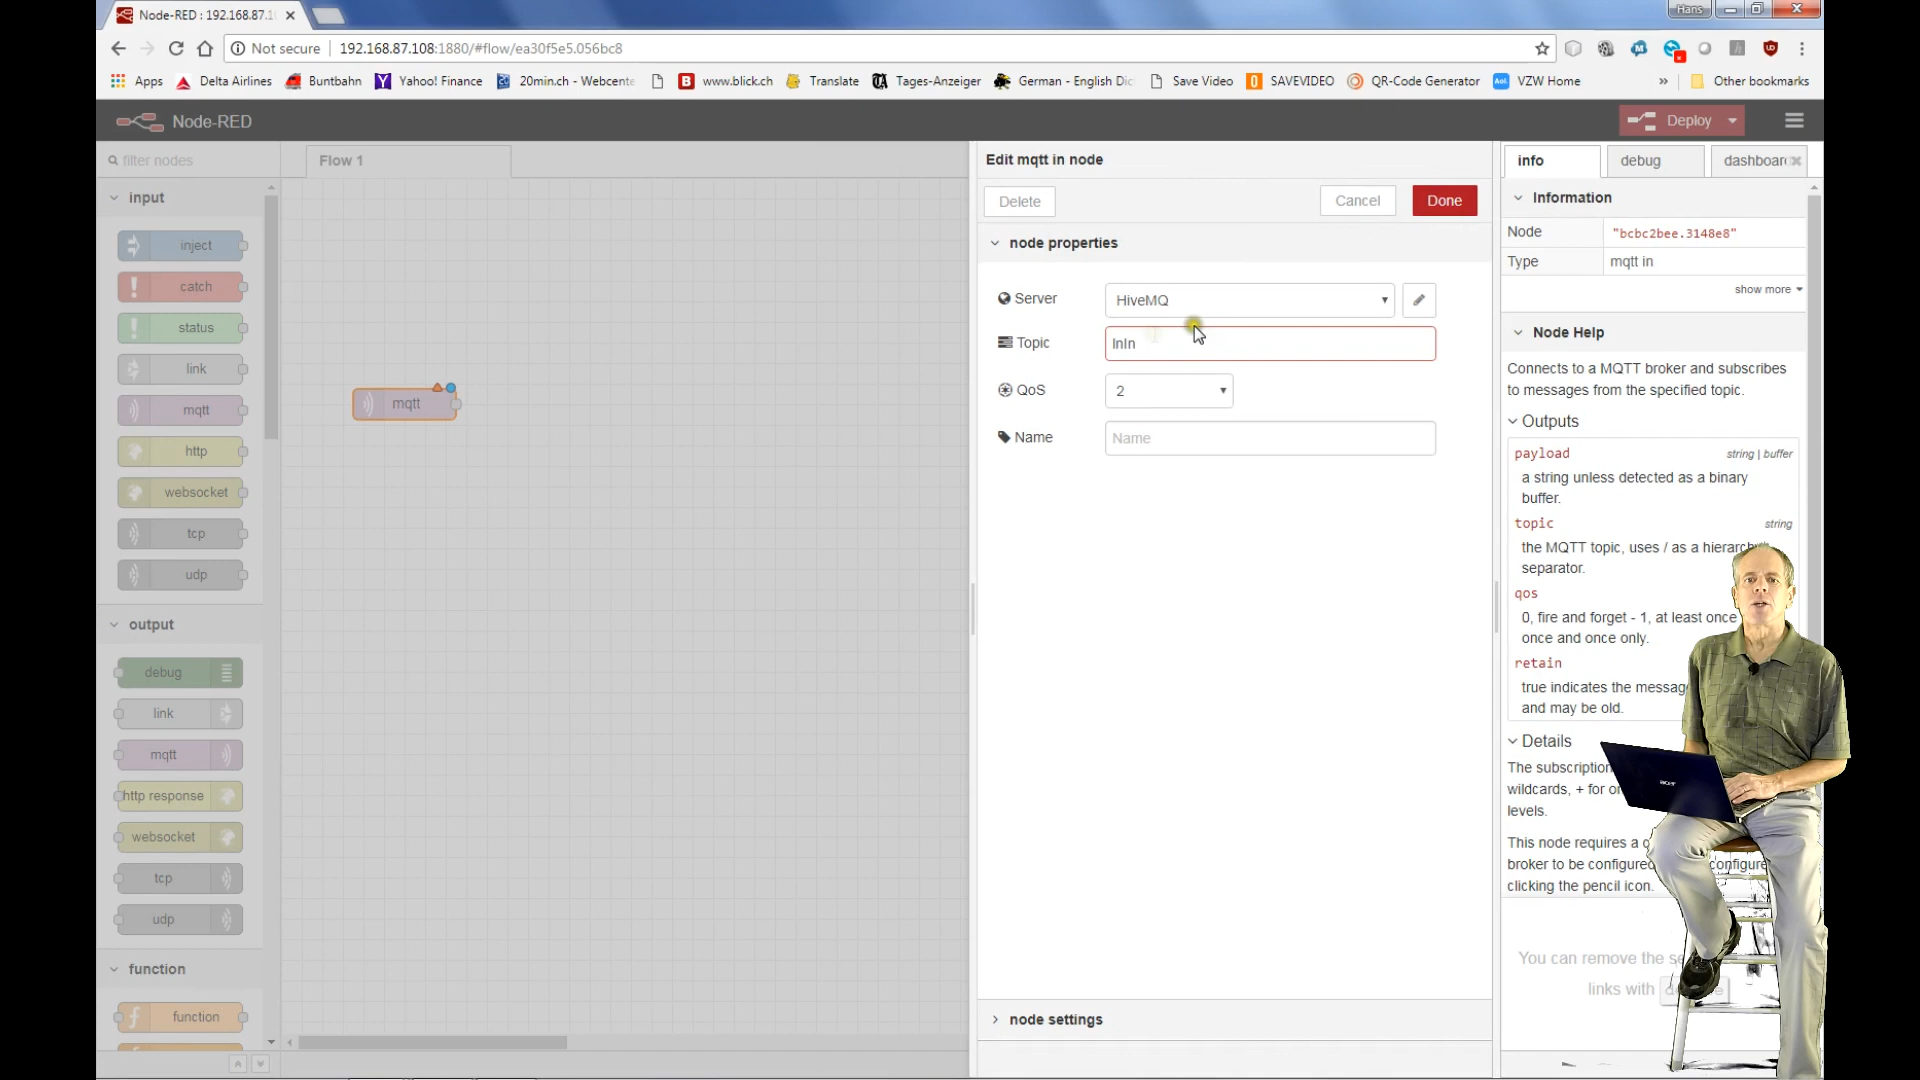 Node-RED : 192.168.87.1
Hans
Not secure
192.168.87.108:1880/#flow/ea30f5e5.056bc8
Apps
Delta Airlines
Buntbahn
Yahoo! Finance
20min.ch - Webcente
www.blick.ch
Translate
Tages-Anzeiger
German - English Dic
Save Video
SAVEVIDEO
QR-Code Generator
VZW Home
»
Other bookmarks
Node-RED
Deploy
filter nodes
input
inject
catch
status
link
mqtt
http
websocket
tcp
udp
output
debug
link
mqtt
http response
websocket
tcp
udp
function
function
Flow 1
mqtt
Edit mqtt in node
Delete
Cancel
Done
node properties
Server
HiveMQ
Topic
InIn
QoS
2
Name
Name
node settings
info
debug
dashboar
Information
Node
"bcbc2bee.3148e8"
Type
mqtt in
show more
Node Help
Connects to a MQTT broker and subscribes
to messages from the specified topic.
Outputs
payload
string | buffer
a string unless detected as a binary
buffer.
topic
string
the MQTT topic, uses / as a hierarch
separator.
qos
0, fire and forget - 1, at least once
once and once only.
retain
true indicates the messag
and may be old.
Details
The subscription
wildcards, + for or
levels.
This node requires a
broker to be configured
configure
clicking the pencil icon.
You can remove the se
links with
acer